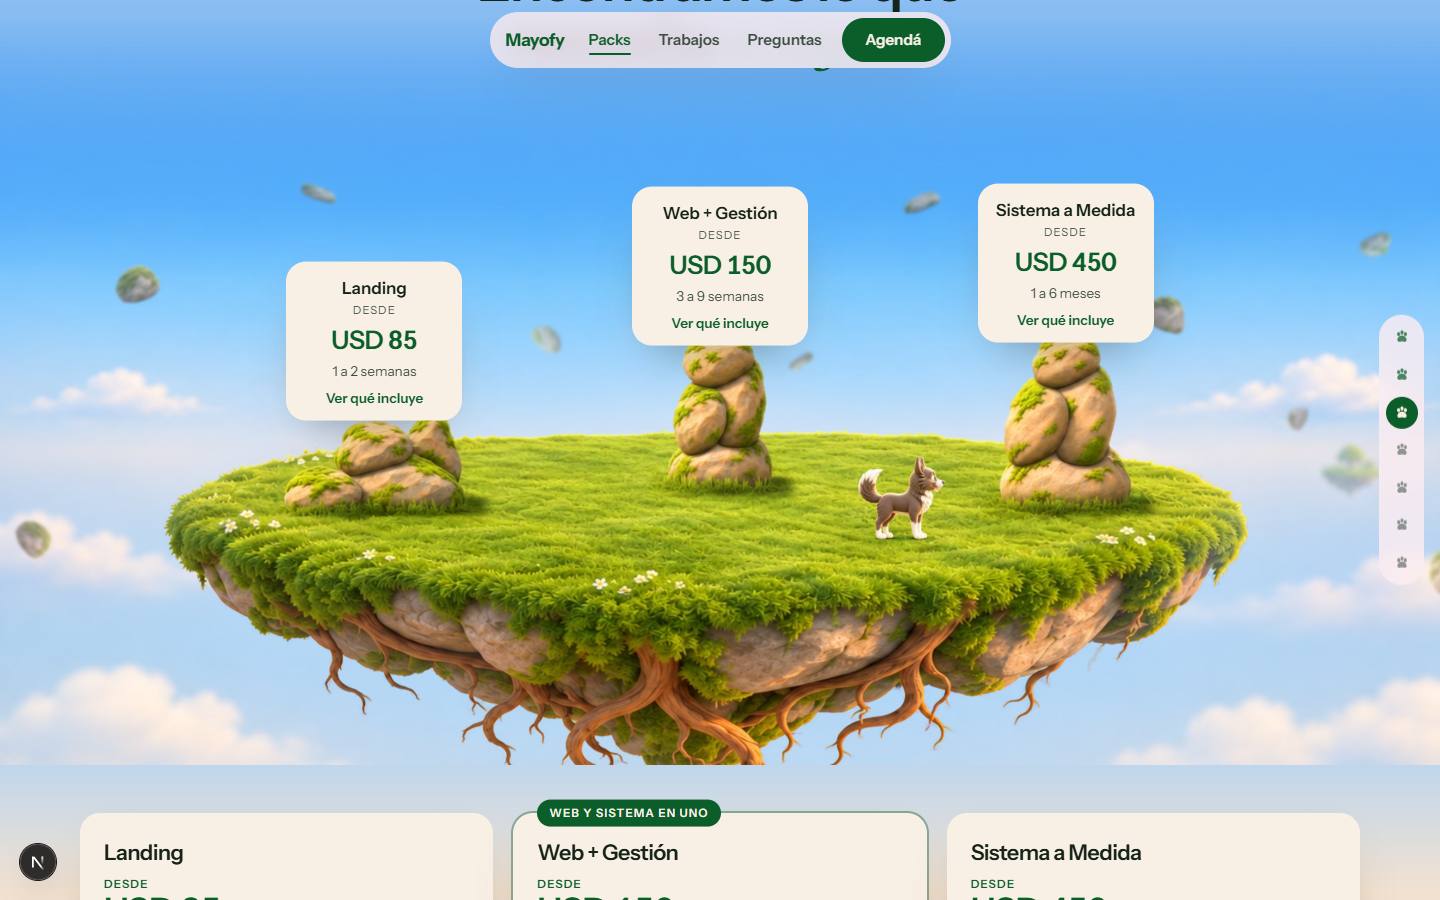 Mayofy
Packs
Trabajos
Preguntas
Agendá
Web + Gestión
DESDE
USD 150
3 a 9 semanas
Ver qué incluye
Sistema a Medida
DESDE
USD 450
1 a 6 meses
Ver qué incluye
Landing
DESDE
USD 85
1 a 2 semanas
Ver qué incluye
WEB Y SISTEMA EN UNO
Landing
DESDE
Web + Gestión
DESDE
Sistema a Medida
DESDE